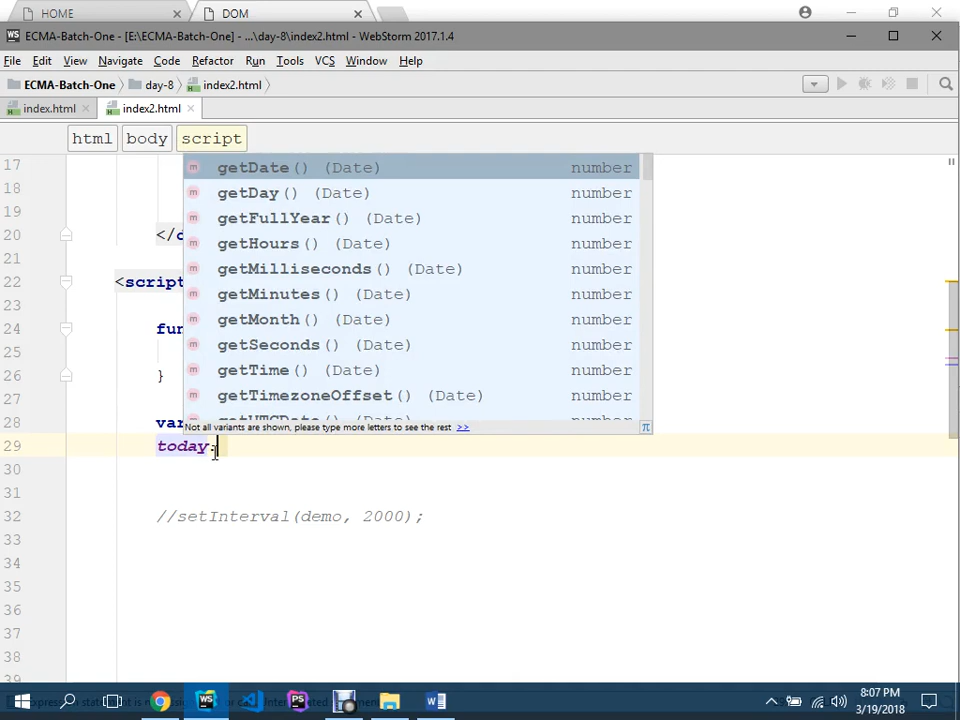 HOME
DOM
ECMA-Batch-One - [E:\ECMA-Batch-One] - ...\day-8\index2.html - WebStorm 2017.1.4
File Edit View Navigate Code Refactor Run Tools VCS Window Help
ECMA-Batch-One day-8 index2.html
index.html index2.html
html body script
17
getDate() (Date) number
18
getDay() (Date) number
19
getFullYear() (Date) number
20 </d
getHours() (Date) number
21
getMilliseconds() (Date) number
22 <script
getMinutes() (Date) number
23
getMonth() (Date) number
24 fun
getSeconds() (Date) number
25
getTime() (Date) number
26 }
getTimezoneOffset() (Date) number
27
getUTCDate() (Date) number
28 var
Not all variants are shown, please type more letters to see the rest >> π
29 today.
30
31
32 //setInterval(demo, 2000);
33
34
35
36
37
38
39
8:07 PM
3/19/2018